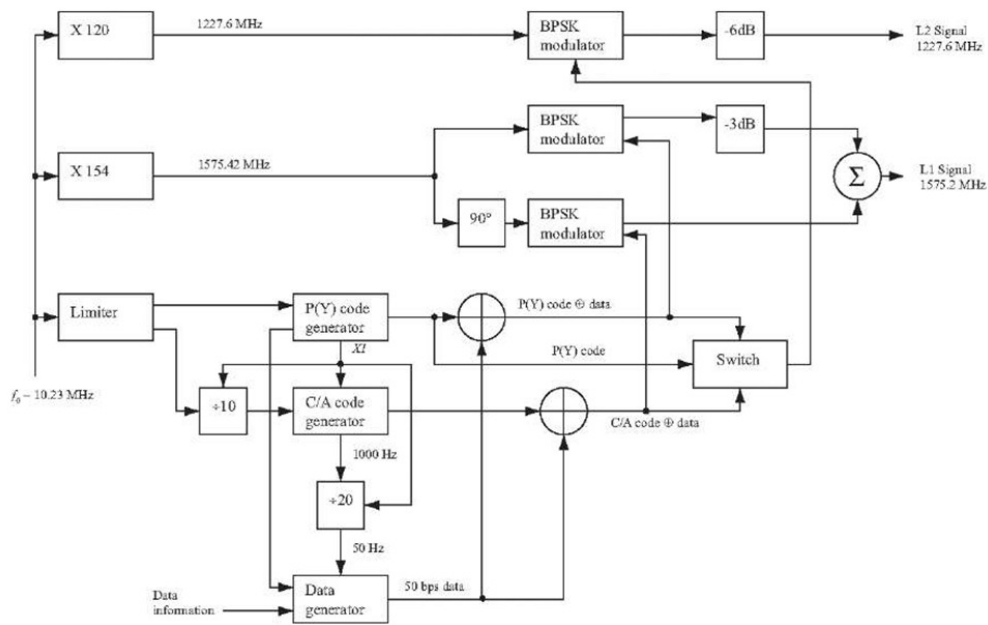 X 120
1227.6 MHz
BPSK
modulator
-6dB
L2 Signal
1227.6 MHz
BPSK
modulator
-3dB
X 154
1575.42 MHz
Σ
L1 Signal
1575.2 MHz
90°
BPSK
modulator
Limiter
P(Y) code
generator
P(Y) code ⊕ data
X1
P(Y) code
Switch
f0 – 10.23 MHz
÷10
C/A code
generator
C/A code ⊕ data
1000 Hz
÷20
50 Hz
Data
information
Data
generator
50 bps data